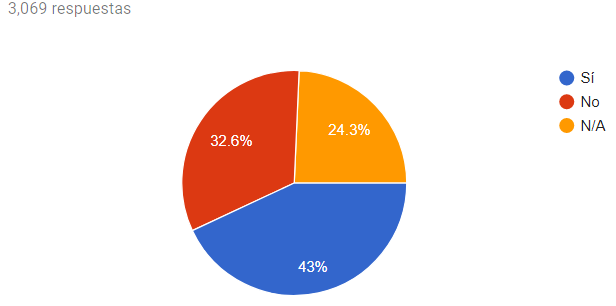 3,069 respuestas
Sí
No
N/A
24.3%
32.6%
43%